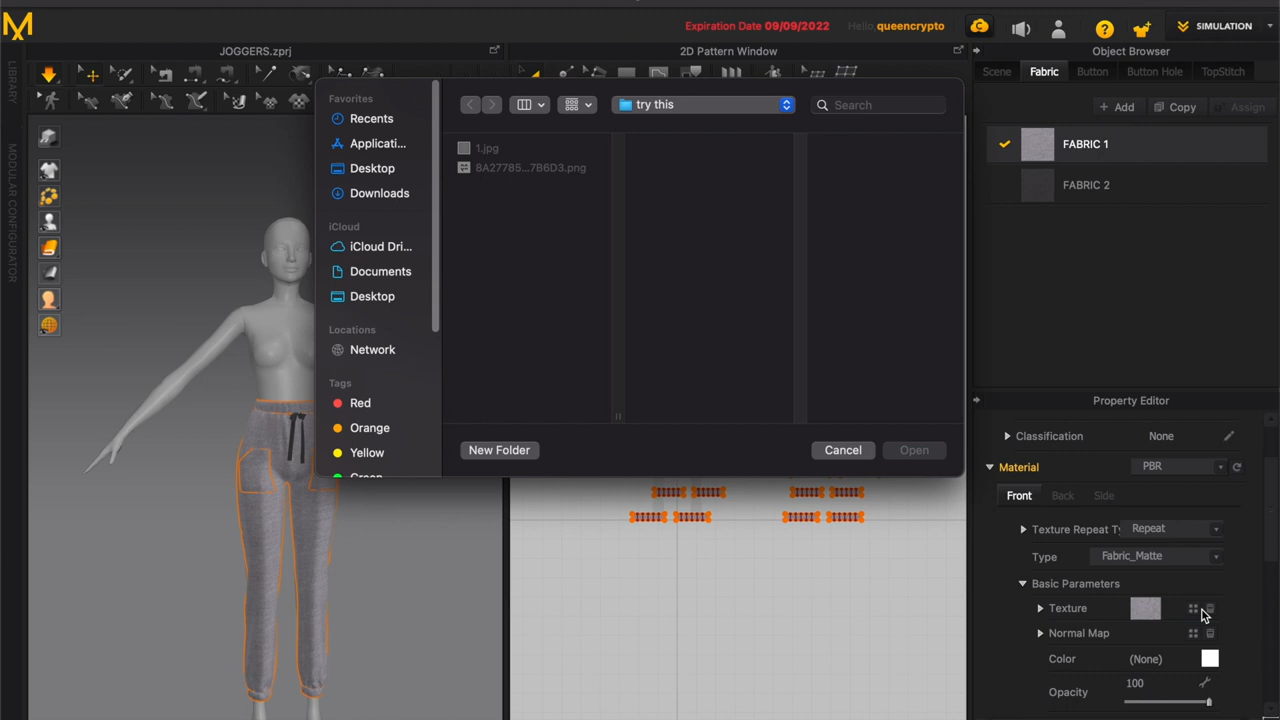 Expiration Date 09/09/2022 Hello, queencrypto
SIMULATION
JOGGERS.zprj
2D Pattern Window
Object Browser
LIBRARY
MODULAR CONFIGURATOR
Scene Fabric Button Button Hole TopStitch
+ Add Copy Assign
FABRIC 1
FABRIC 2
Favorites
Recents
Applicati...
Desktop
Downloads
iCloud
iCloud Dri...
Documents
Desktop
Locations
Network
Tags
Red
Orange
Yellow
Green
try this
Search
1.jpg
8A27785...7B6D3.png
New Folder
Cancel
Open
Property Editor
Classification None
Material PBR
Front Back Side
Texture Repeat Ty Repeat
Type Fabric_Matte
Basic Parameters
Texture
Normal Map
Color (None)
Opacity 100